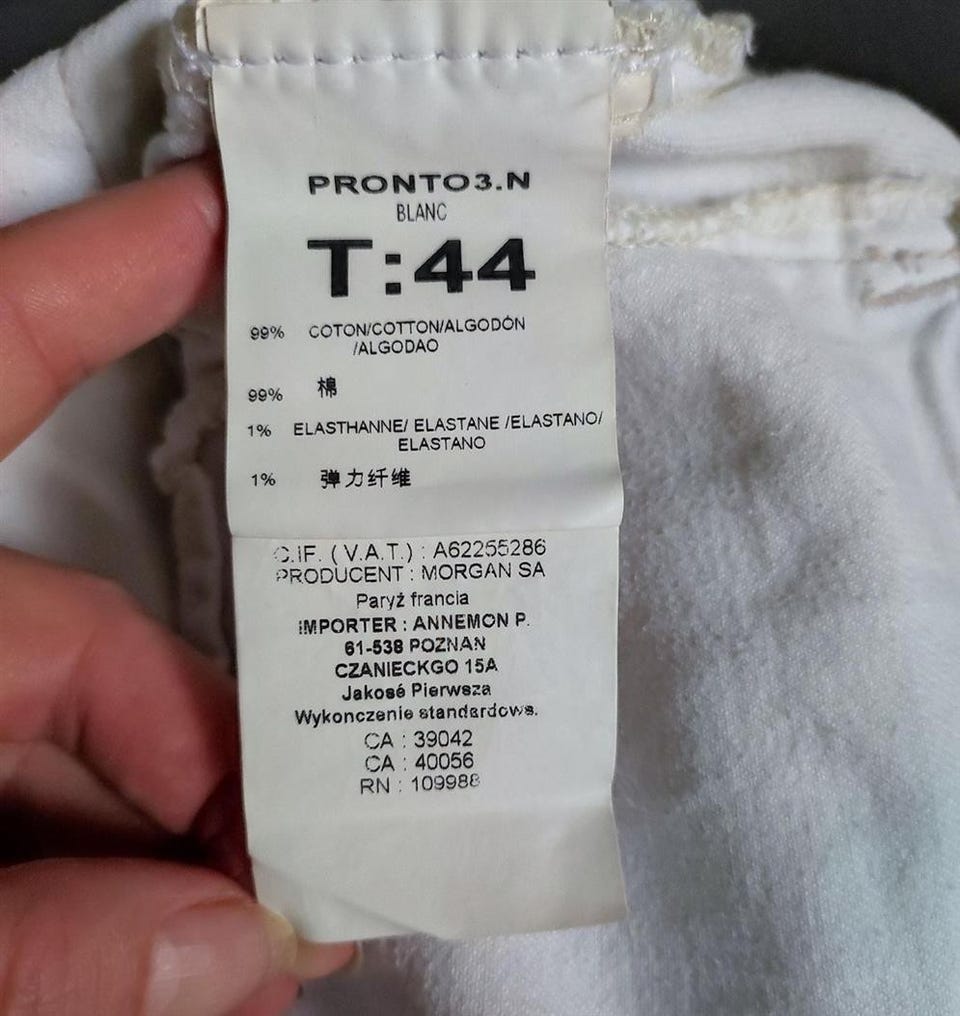 PRONTO3.N
BLANC
T:44
99% COTON/COTTON/ALGODÓN
/ALGODAO
99% 棉
1% ELASTHANNE/ ELASTANE /ELASTANO/
ELASTANO
1% 弹力纤维
C.IF. (V.A.T.) : A62255286
PRODUCENT : MORGAN SA
Paryż francia
IMPORTER : ANNEMON P.
61-538 POZNAN
CZANIECKGO 15A
Jakosé Pierwsza
Wykonczenie standardows.
CA : 39042
CA : 40056
RN : 109988